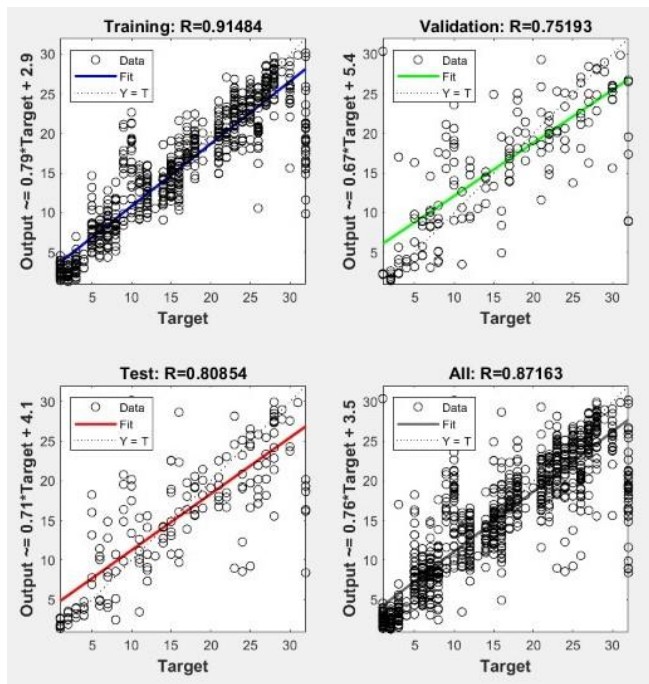 Training: R=0.91484
Output ~= 0.79*Target + 2.9
30
25
20
15
10
5
Data
Fit
Y = T
5 10 15 20 25 30
Target
Validation: R=0.75193
Output ~= 0.67*Target + 5.4
30
25
20
15
10
5
Data
Fit
Y = T
5 10 15 20 25 30
Target
Test: R=0.80854
Output ~= 0.71*Target + 4.1
30
25
20
15
10
5
Data
Fit
Y = T
5 10 15 20 25 30
Target
All: R=0.87163
Output ~= 0.76*Target + 3.5
30
25
20
15
10
5
Data
Fit
Y = T
5 10 15 20 25 30
Target